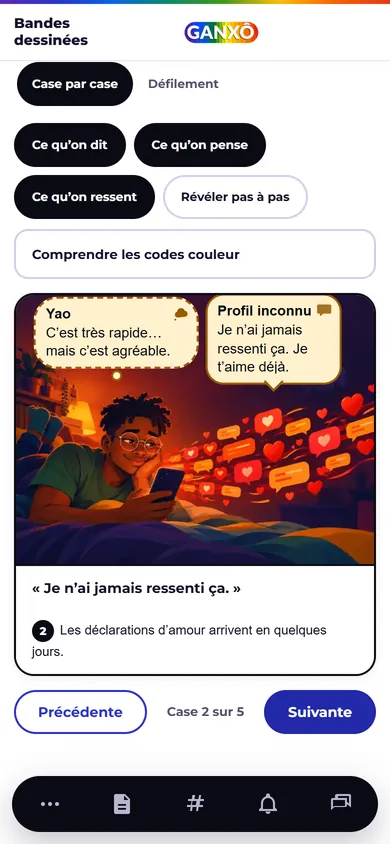 Bandes
dessinées
GANXÔ
Case par case
Défilement
Ce qu’on dit
Ce qu’on pense
Ce qu’on ressent
Révéler pas à pas
Comprendre les codes couleur
Yao
C’est très rapide…
mais c’est agréable.
Profil inconnu
Je n’ai jamais
ressenti ça. Je
t’aime déjà.
« Je n’ai jamais ressenti ça. »
2 Les déclarations d’amour arrivent en quelques
jours.
Précédente
Case 2 sur 5
Suivante